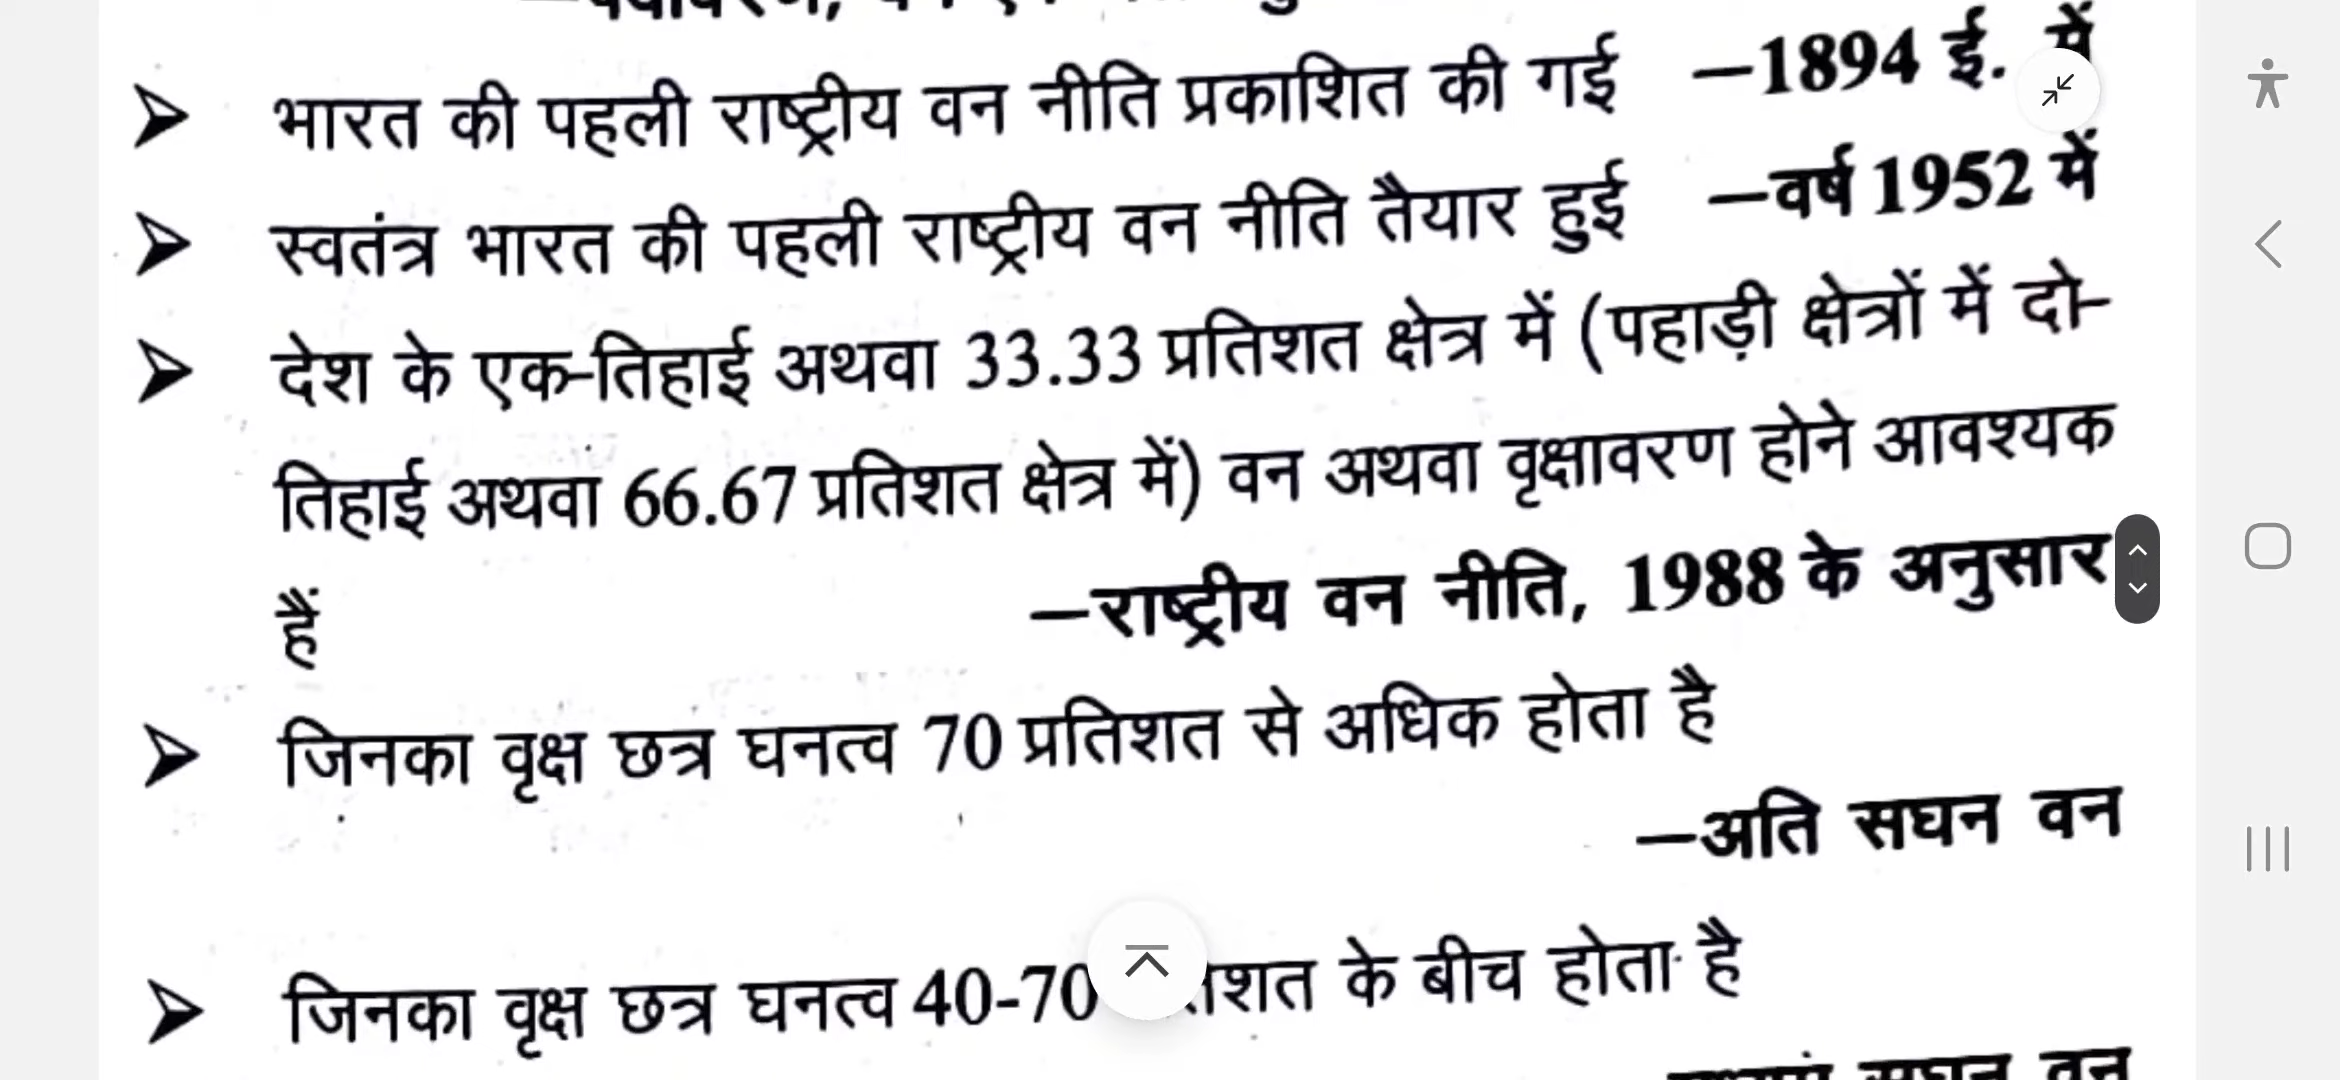 भारत की पहली राष्ट्रीय वन नीति प्रकाशित की गई —1894 ई. में
स्वतंत्र भारत की पहली राष्ट्रीय वन नीति तैयार हुई —वर्ष 1952 में
देश के एक-तिहाई अथवा 33.33 प्रतिशत क्षेत्र में (पहाड़ी क्षेत्रों में दो-
तिहाई अथवा 66.67 प्रतिशत क्षेत्र में) वन अथवा वृक्षावरण होने आवश्यक
हैं —राष्ट्रीय वन नीति, 1988 के अनुसार
जिनका वृक्ष छत्र घनत्व 70 प्रतिशत से अधिक होता है
—अति सघन वन
जिनका वृक्ष छत्र घनत्व 40-70 के बीच होता है
सघन वन